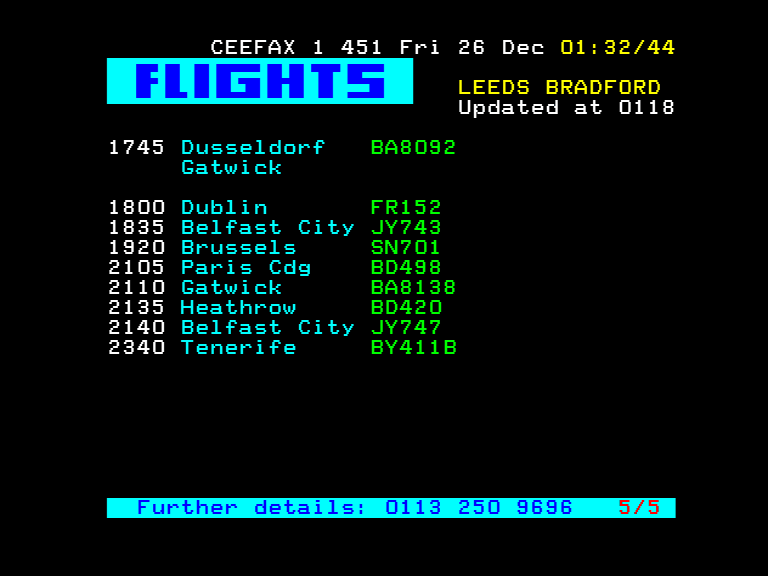 CEEFAX 1 451 Fri 26 Dec 01:32/44
FLIGHTS
LEEDS BRADFORD
Updated at 0118
1745 Dusseldorf BA8092
Gatwick
1800 Dublin FR152
1835 Belfast City JY743
1920 Brussels SN701
2105 Paris Cdg BD498
2110 Gatwick BA8138
2135 Heathrow BD420
2140 Belfast City JY747
2340 Tenerife BY411B
Further details: 0113 250 9696 5/5